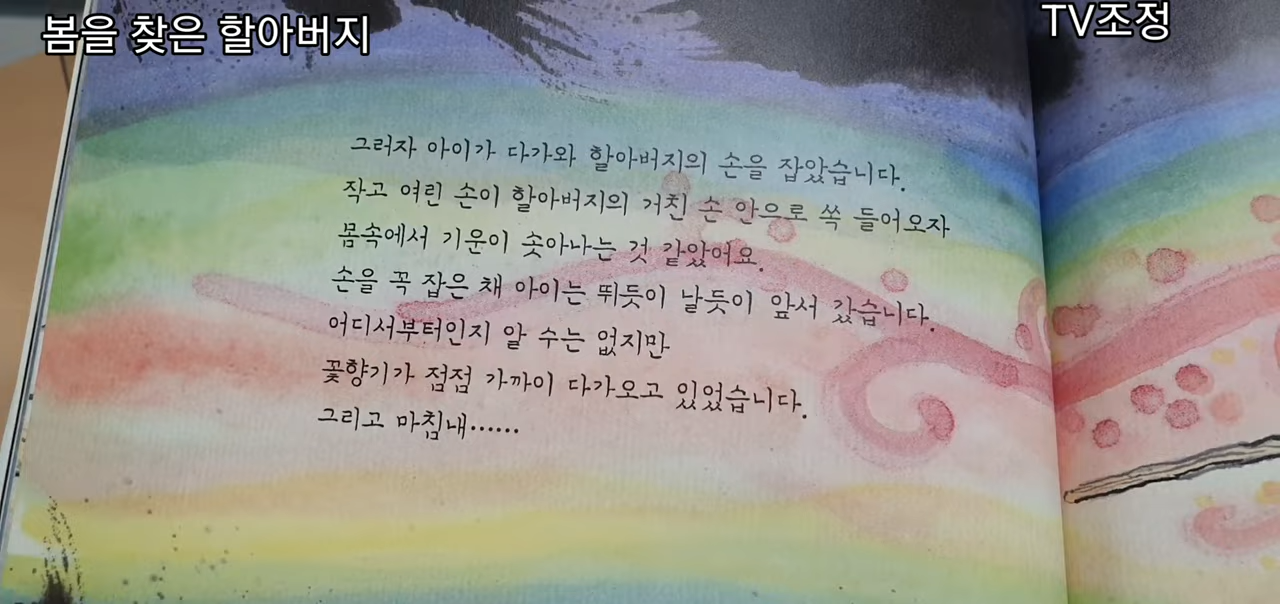 봄을 찾은 할아버지
TV조정
그러자 아이가 다가와 할아버지의 손을 잡았습니다.
작고 여린 손이 할아버지의 거친 손 안으로 쏙 들어오자
몸속에서 기운이 솟아나는 것 같았어요.
손을 꼭 잡은 채 아이는 뛰듯이 날듯이 앞서 갔습니다.
어디서부터인지 알 수는 없지만
꽃향기가 점점 가까이 다가오고 있었습니다.
그리고 마침내……